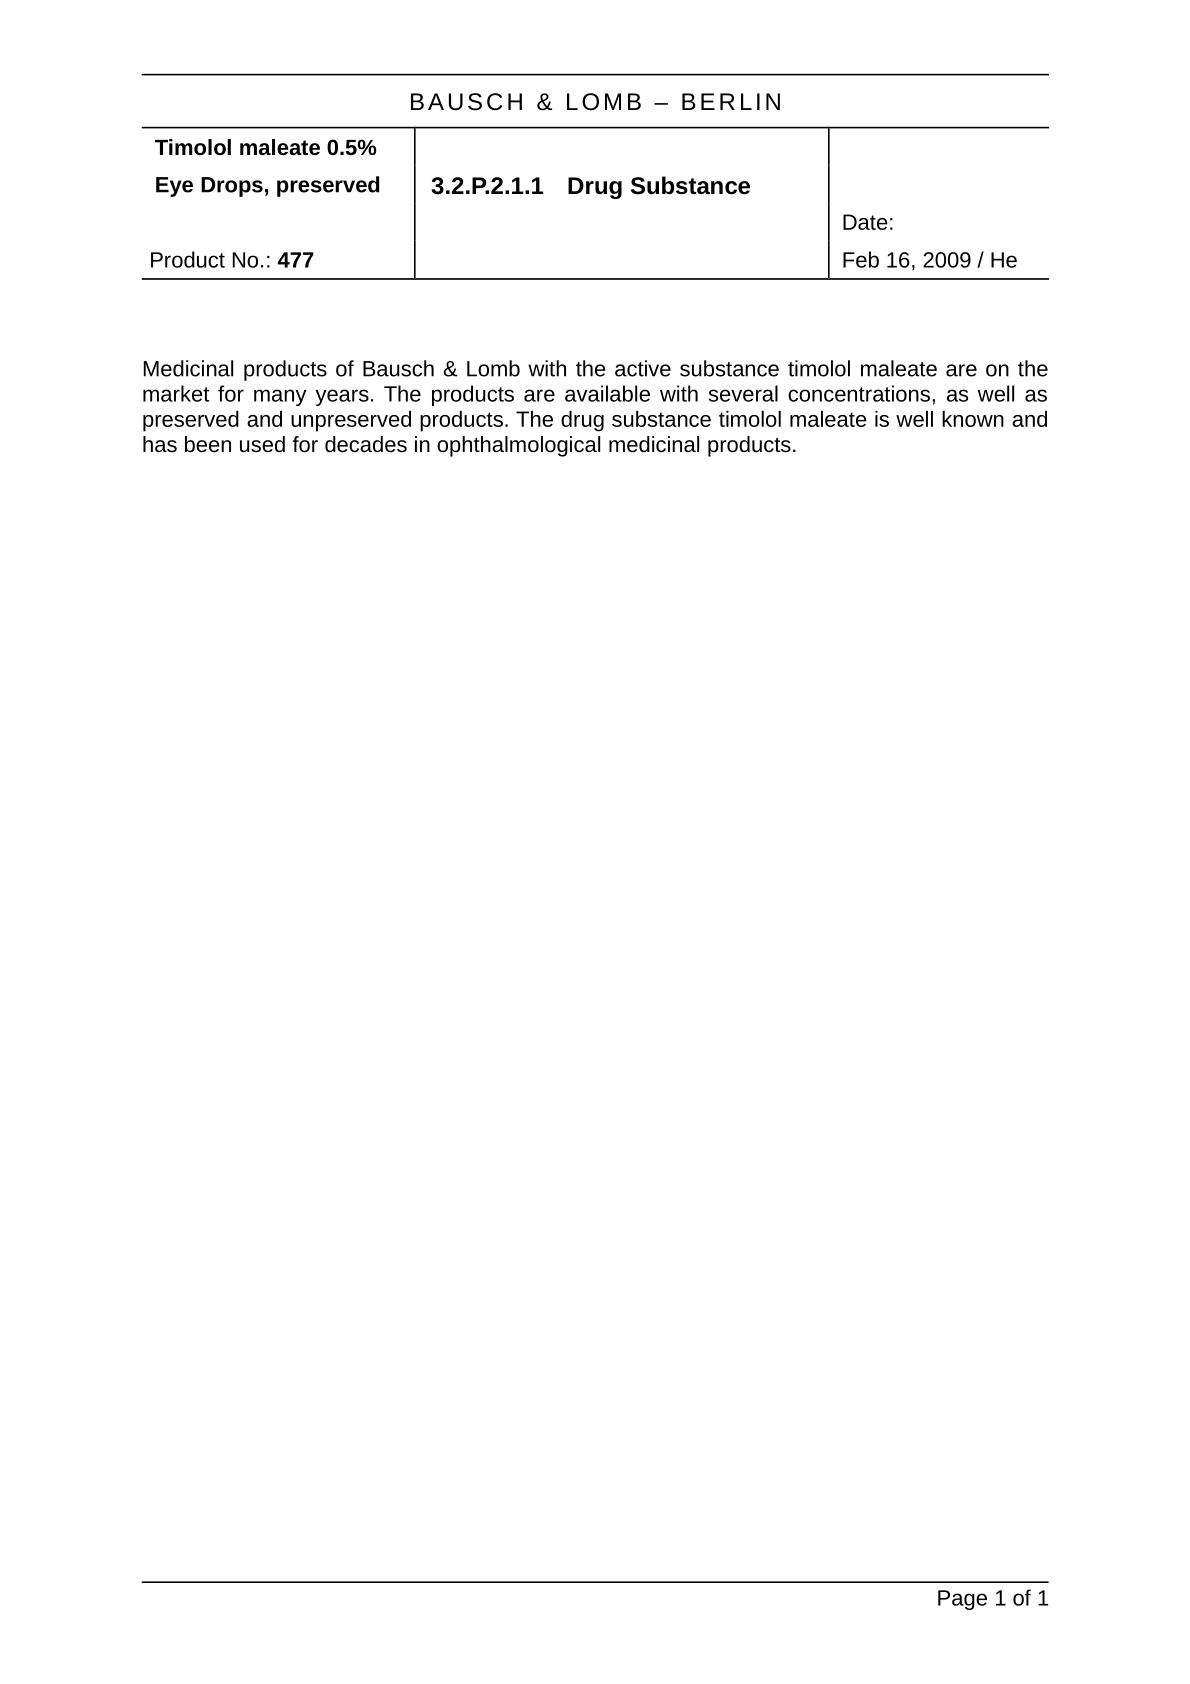 BAUSCH & LOMB – BERLIN
Timolol maleate 0.5%
Eye Drops, preserved
Product No.: 477
3.2.P.2.1.1 Drug Substance
Date:
Feb 16, 2009 / He
Medicinal products of Bausch & Lomb with the active substance timolol maleate are on the
market for many years. The products are available with several concentrations, as well as
preserved and unpreserved products. The drug substance timolol maleate is well known and
has been used for decades in ophthalmological medicinal products.
Page 1 of 1